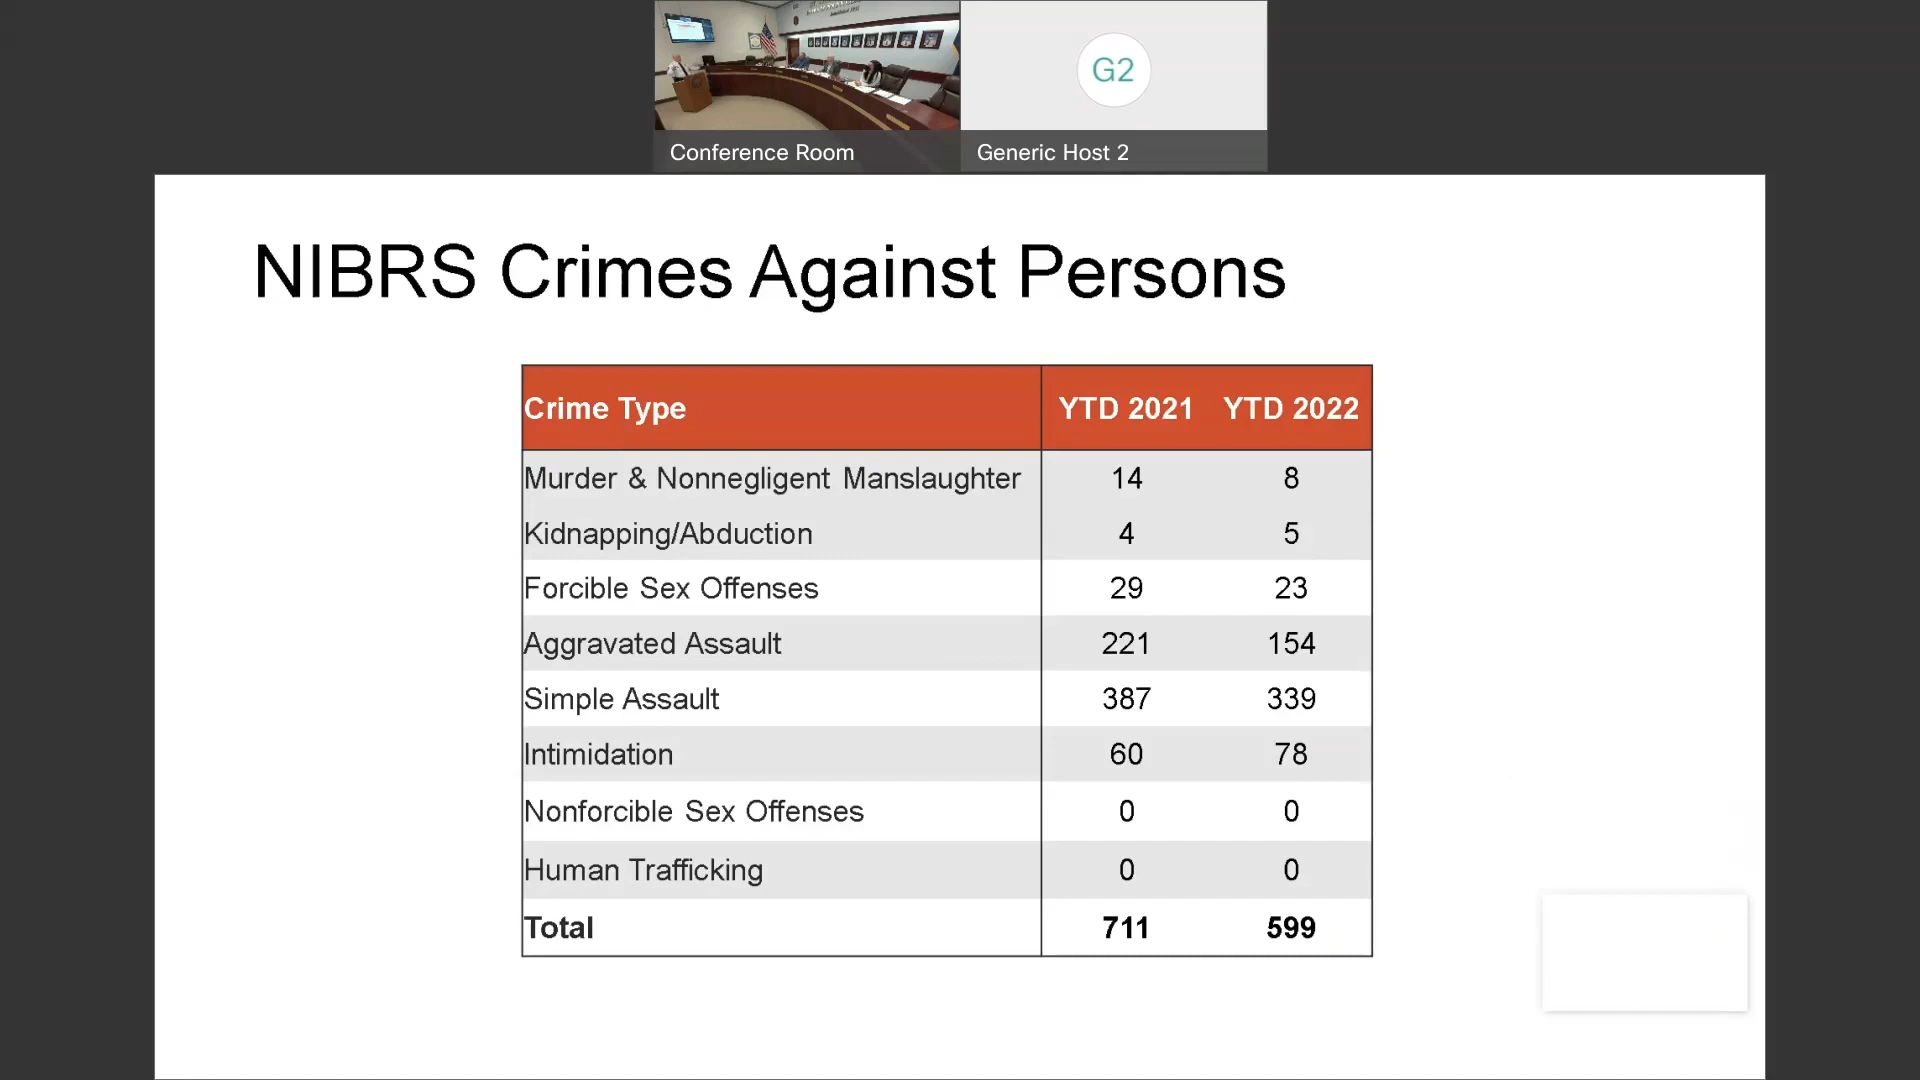 G2
Conference Room
Generic Host 2
NIBRS Crimes Against Persons
Crime Type YTD 2021 YTD 2022
Murder & Nonnegligent Manslaughter 14 8
Kidnapping/Abduction 4 5
Forcible Sex Offenses 29 23
Aggravated Assault 221 154
Simple Assault 387 339
Intimidation 60 78
Nonforcible Sex Offenses 0 0
Human Trafficking 0 0
Total 711 599